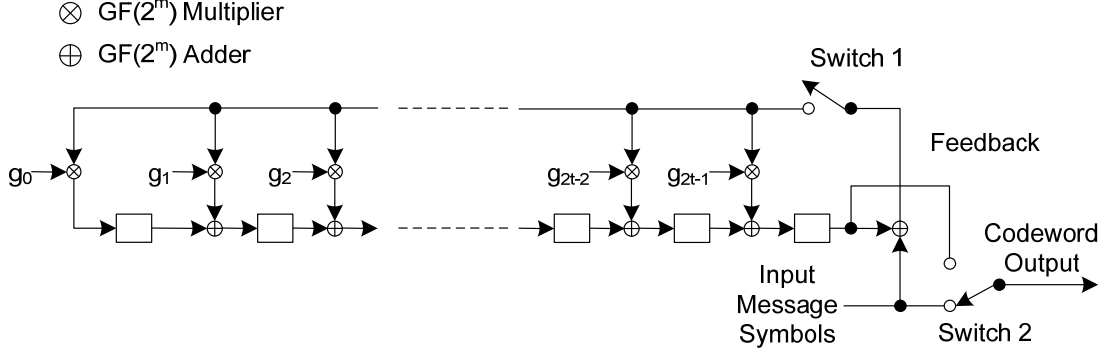 ⊗ GF(2^m) Multiplier
⊕ GF(2^m) Adder
Switch 1
Feedback
g₀
g₁
g₂
g₂ₜ₋₂
g₂ₜ₋₁
Codeword
Output
Input
Message
Symbols
Switch 2